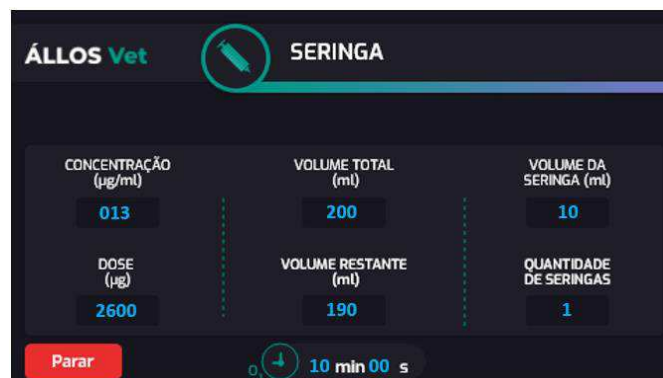 ÁLLOS Vet
SERINGA
CONCENTRAÇÃO
(µg/ml)
013
VOLUME TOTAL
(ml)
200
VOLUME DA
SERINGA (ml)
10
DOSE
(µg)
2600
VOLUME RESTANTE
(ml)
190
QUANTIDADE
DE SERINGAS
1
Parar
10 min 00 s